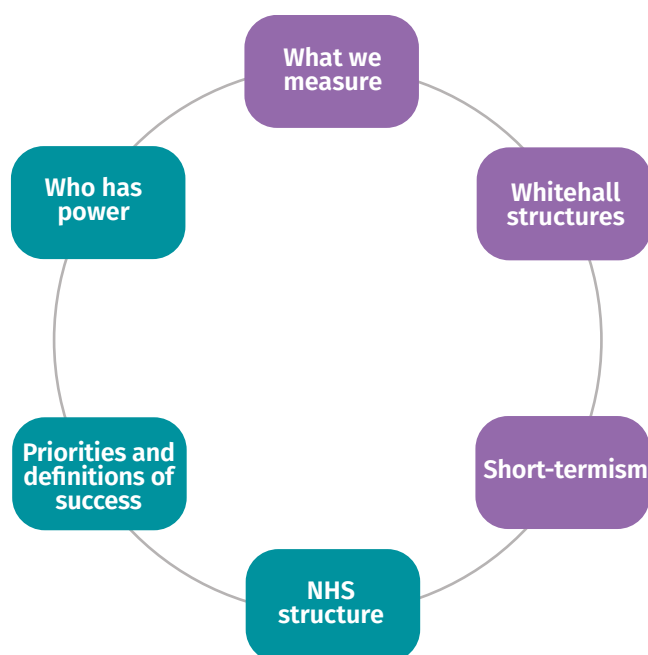 What we
measure
Who has
power
Whitehall
structures
Priorities and
definitions of
success
Short-termism
NHS
structure